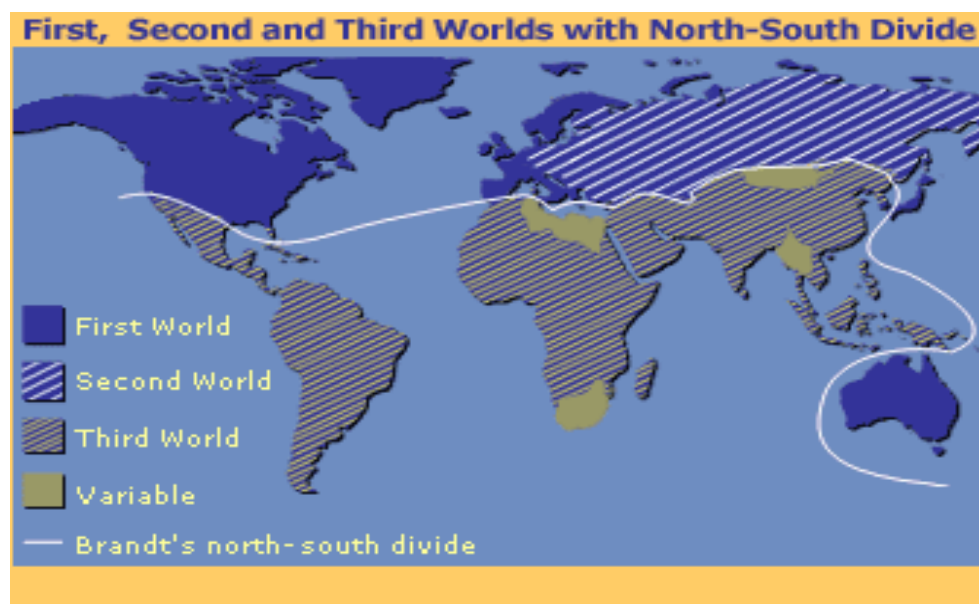 First, Second and Third Worlds with North-South Divide
First World
Second World
Third World
Variable
Brandt's north-south divide